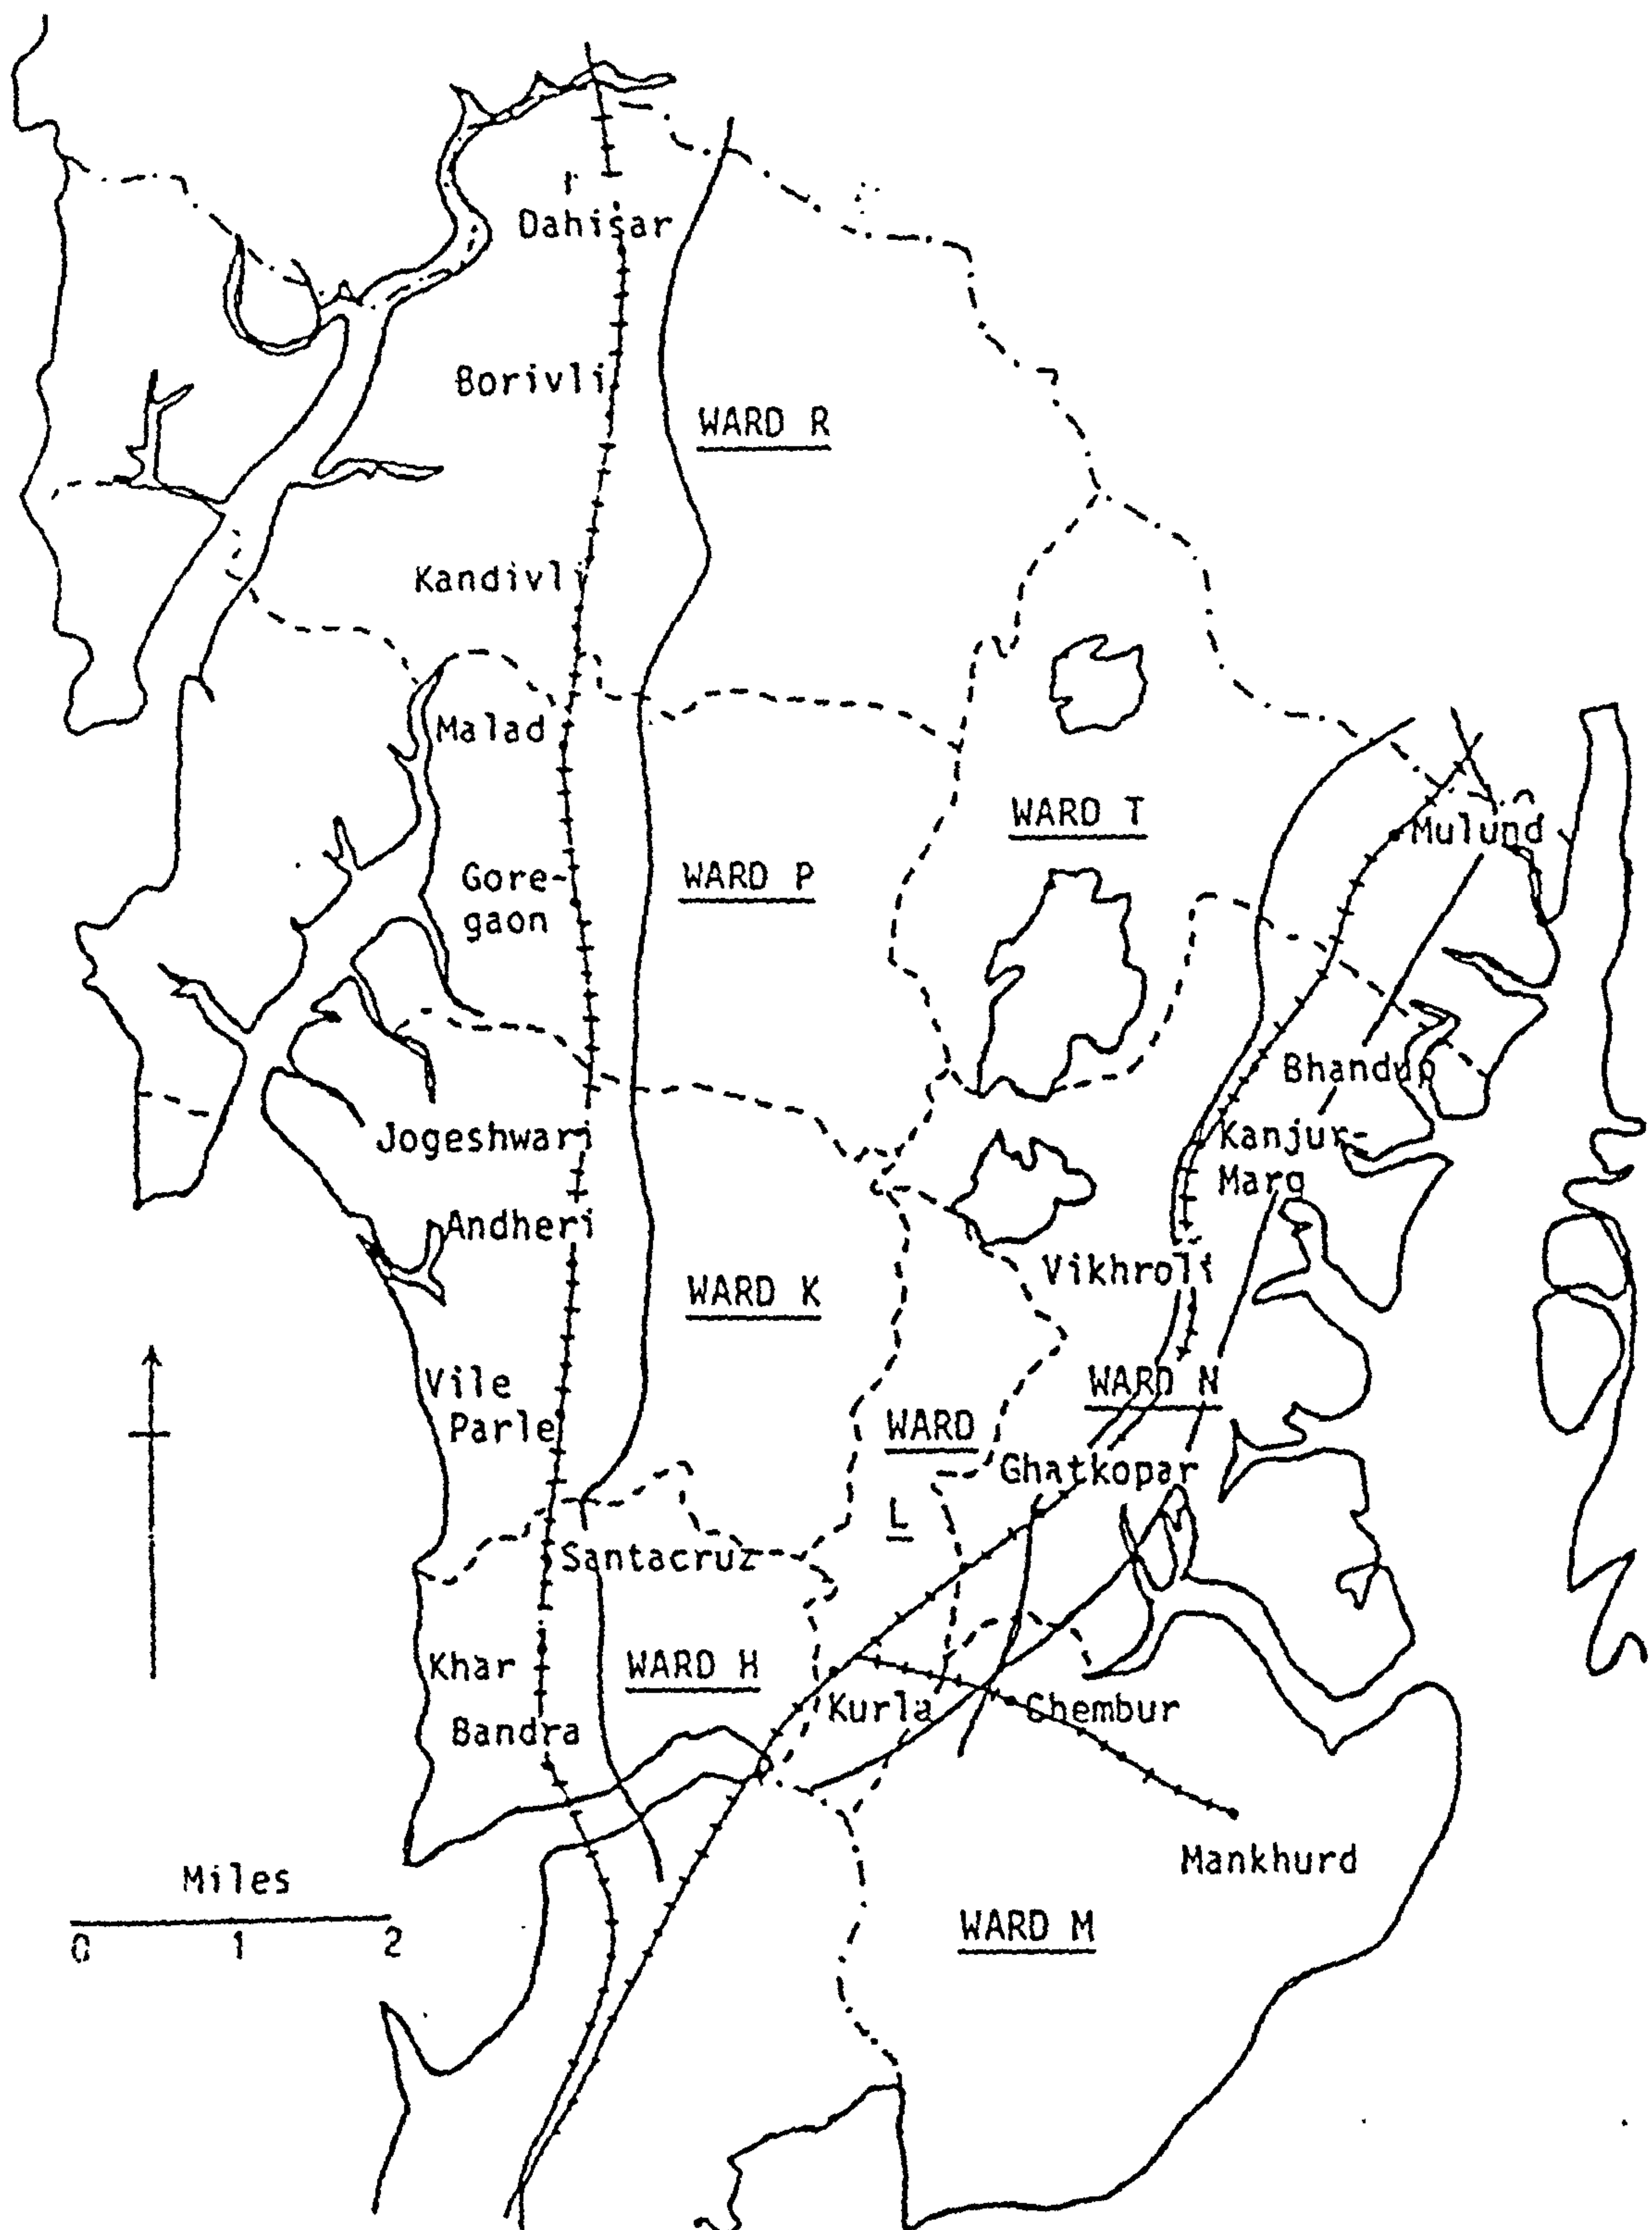 Dahisar
Borivli
WARD R
Kandivli
Malad
WARD T
Mulund
Gore-
gaon
WARD P
Bhandup
Jogeshwari
Kanjur-
Marg
Andheri
Vikhroli
WARD K
Vile
Parle
WARD N
WARD
L
Ghatkopar
Santacruz
Khar
WARD H
Bandra
Kurla
Chembur
Mankhurd
Miles
0 1 2
WARD M